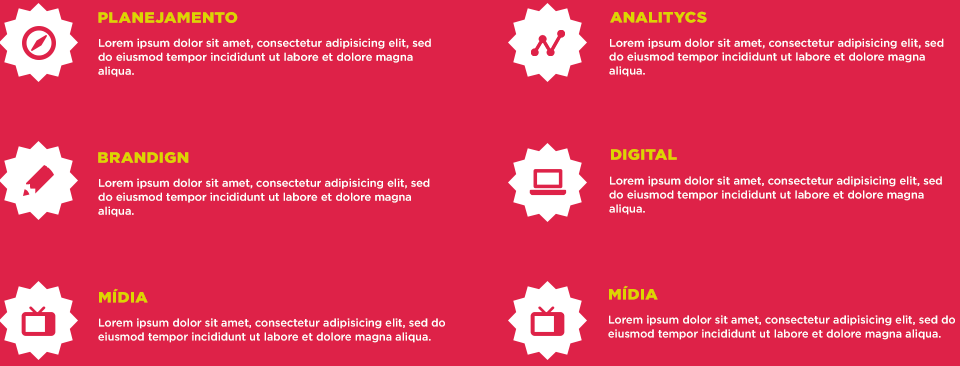 PLANEJAMENTO
Lorem ipsum dolor sit amet, consectetur adipisicing elit, sed
do eiusmod tempor incididunt ut labore et dolore magna
aliqua.
ANALITYCS
Lorem ipsum dolor sit amet, consectetur adipisicing elit, sed
do eiusmod tempor incididunt ut labore et dolore magna
aliqua.
BRANDIGN
Lorem ipsum dolor sit amet, consectetur adipisicing elit, sed
do eiusmod tempor incididunt ut labore et dolore magna
aliqua.
DIGITAL
Lorem ipsum dolor sit amet, consectetur adipisicing elit, sed
do eiusmod tempor incididunt ut labore et dolore magna
aliqua.
MÍDIA
Lorem ipsum dolor sit amet, consectetur adipisicing elit, sed do
eiusmod tempor incididunt ut labore et dolore magna aliqua.
MÍDIA
Lorem ipsum dolor sit amet, consectetur adipisicing elit, sed do
eiusmod tempor incididunt ut labore et dolore magna aliqua.